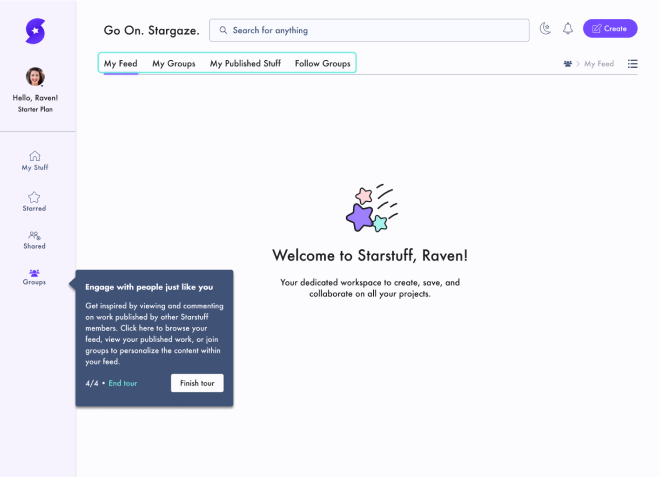 Go On. Stargaze.
Search for anything
Create
My Feed
My Groups
My Published Stuff
Follow Groups
> My Feed
Hello, Raven!
Starter Plan
My Stuff
Starred
Shared
Groups
Welcome to Starstuff, Raven!
Your dedicated workspace to create, save, and
collaborate on all your projects.
Engage with people just like you
Get inspired by viewing and commenting
on work published by other Starstuff
members. Click here to browse your
feed, view your published work, or join
groups to personalize the content within
your feed.
4/4 • End tour
Finish tour